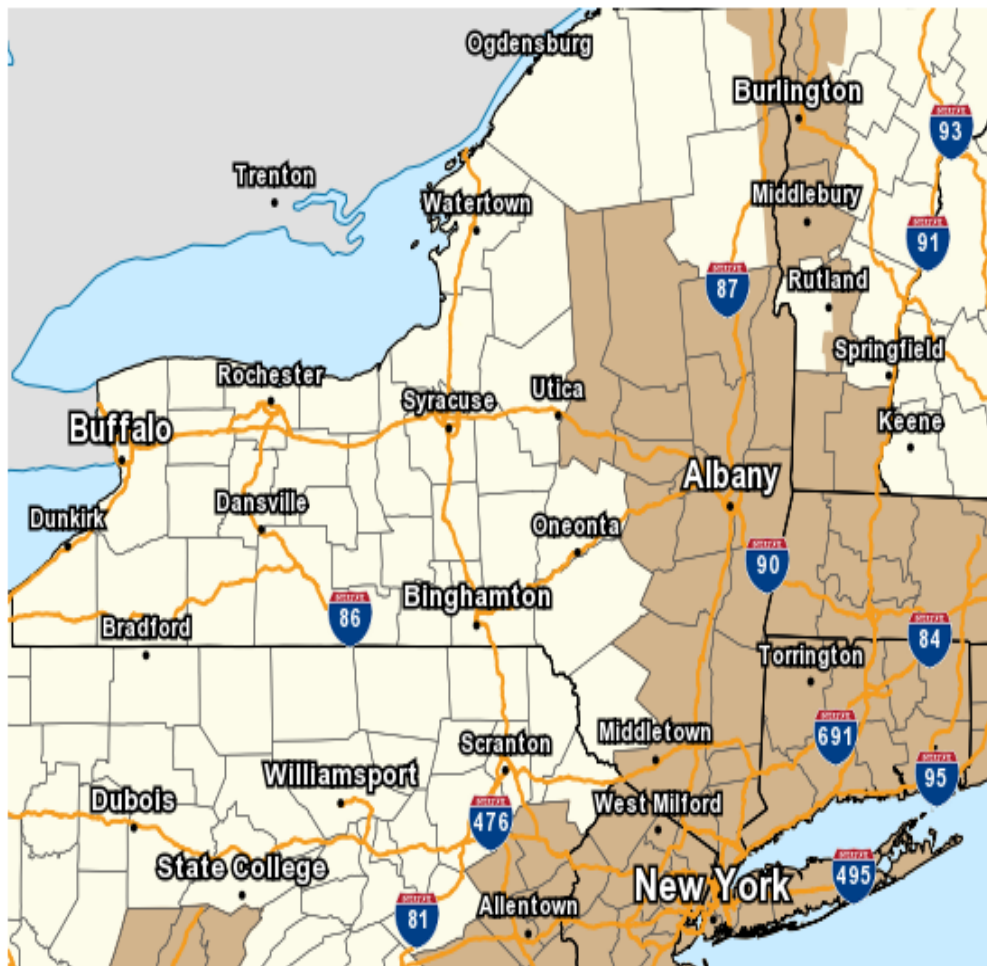 Ogdensburg
Burlington
93
Trenton
Middlebury
Watertown
91
Rutland
87
Springfield
Rochester
Utica
Syracuse
Buffalo
Keene
Albany
Dansville
Dunkirk
Oneonta
90
Binghamton
86
Bradford
84
Torrington
Middletown
691
Scranton
Williamsport
95
Dubois
West Milford
476
State College
New York
495
Allentown
81